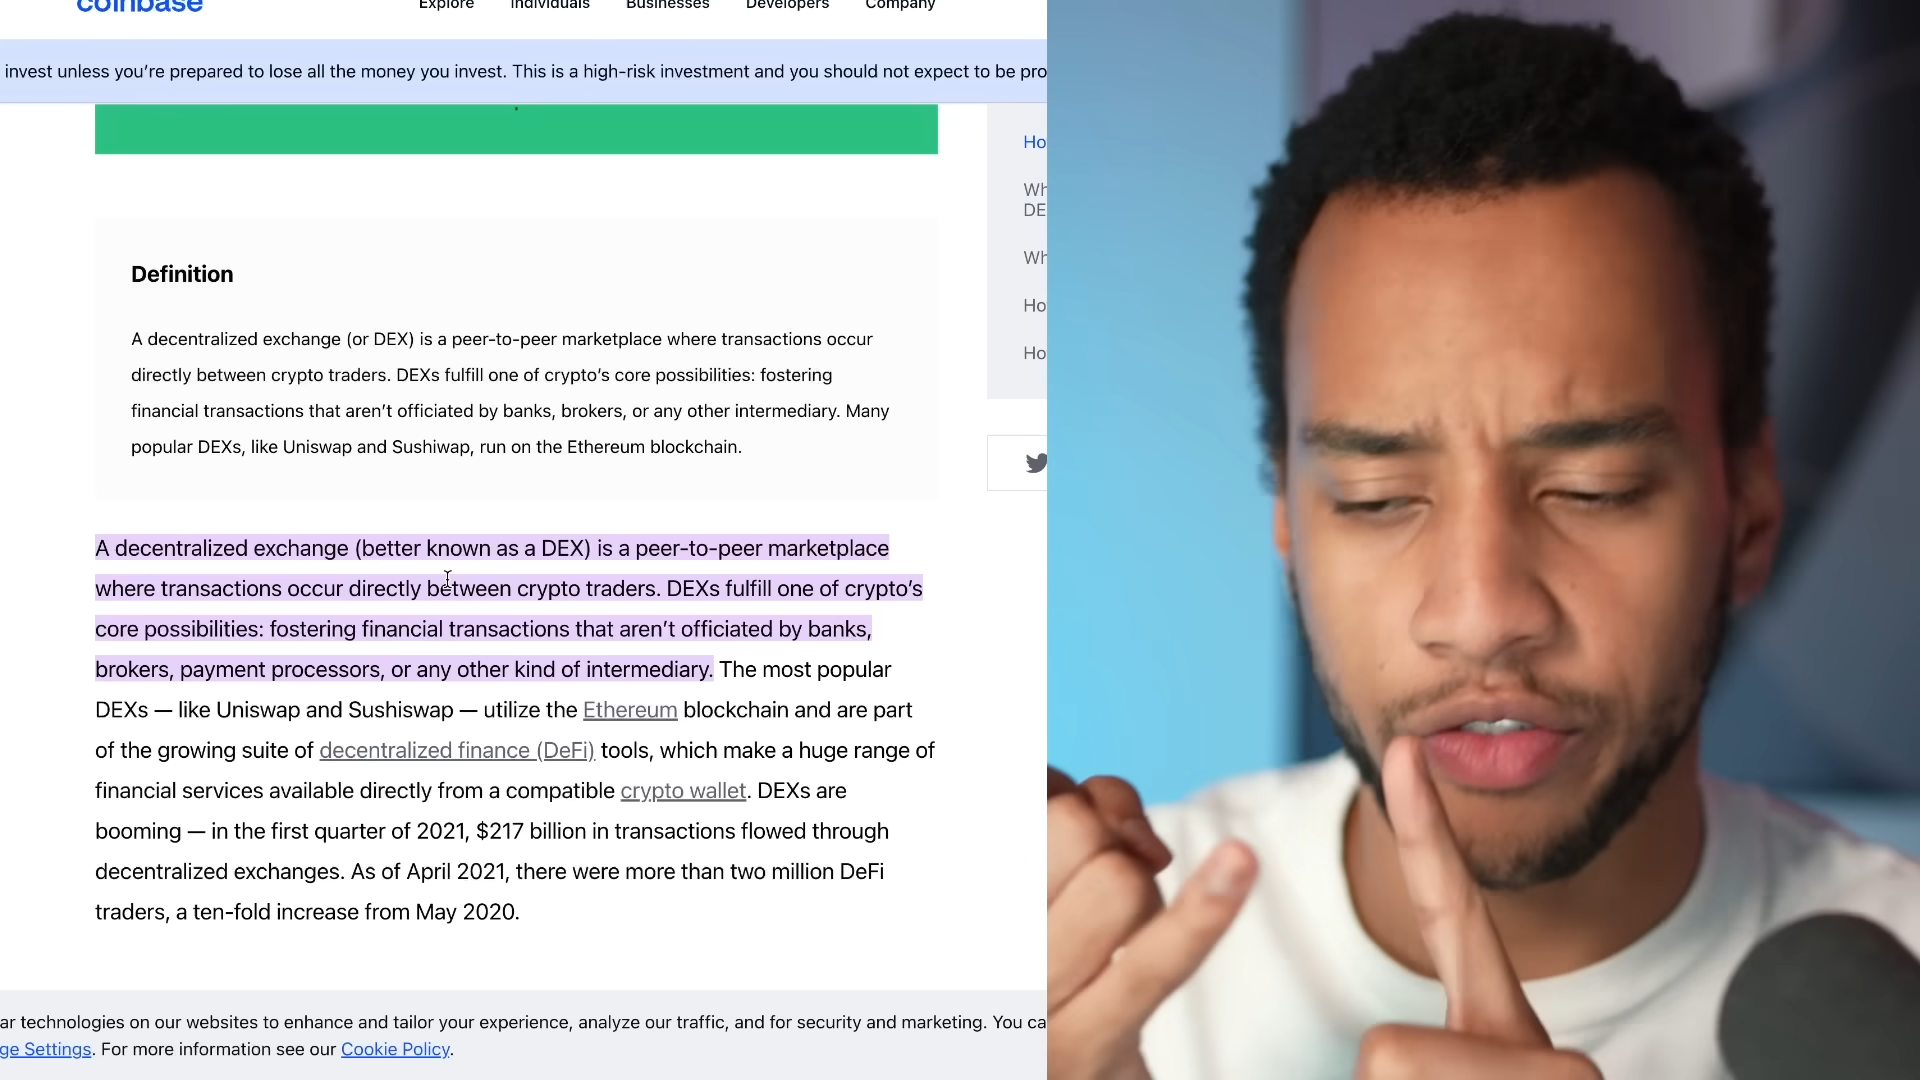 coinbase
Explore Individuals Businesses Developers Company
invest unless you’re prepared to lose all the money you invest. This is a high-risk investment and you should not expect to be pro
Ho
Wh
DE
Wh
Ho
Ho
Definition
A decentralized exchange (or DEX) is a peer-to-peer marketplace where transactions occur
directly between crypto traders. DEXs fulfill one of crypto’s core possibilities: fostering
financial transactions that aren’t officiated by banks, brokers, or any other intermediary. Many
popular DEXs, like Uniswap and Sushiwap, run on the Ethereum blockchain.
A decentralized exchange (better known as a DEX) is a peer-to-peer marketplace
where transactions occur directly between crypto traders. DEXs fulfill one of crypto’s
core possibilities: fostering financial transactions that aren’t officiated by banks,
brokers, payment processors, or any other kind of intermediary. The most popular
DEXs — like Uniswap and Sushiswap — utilize the Ethereum blockchain and are part
of the growing suite of decentralized finance (DeFi) tools, which make a huge range of
financial services available directly from a compatible crypto wallet. DEXs are
booming — in the first quarter of 2021, $217 billion in transactions flowed through
decentralized exchanges. As of April 2021, there were more than two million DeFi
traders, a ten-fold increase from May 2020.
ar technologies on our websites to enhance and tailor your experience, analyze our traffic, and for security and marketing. You ca
ge Settings. For more information see our Cookie Policy.